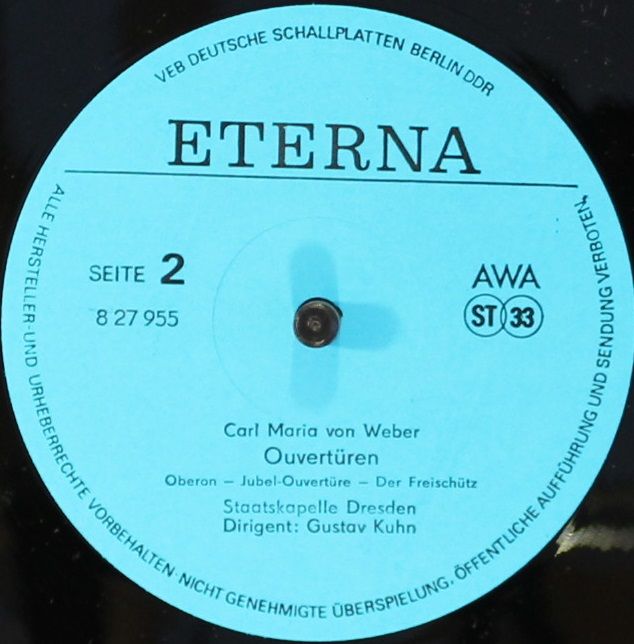 VEB DEUTSCHE SCHALLPLATTEN BERLIN DDR
ETERNA
SEITE 2
8 27 955
AWA
ST 33
Carl Maria von Weber
Ouvertüren
Oberon – Jubel-Ouvertüre – Der Freischütz
Staatskapelle Dresden
Dirigent: Gustav Kuhn
ALLE HERSTELLER-UND URHEBERRECHTE VORBEHALTEN·NICHT GENEHMIGTE ÜBERSPIELUNG, ÖFFENTLICHE AUFFÜHRUNG UND SENDUNG VERBOTEN,